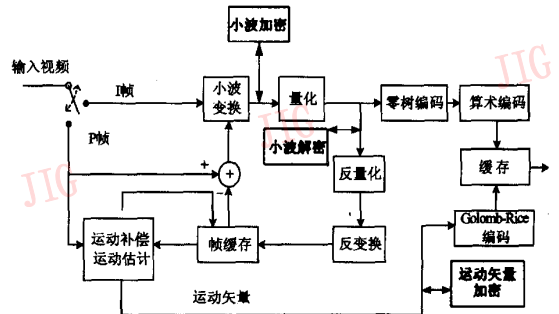 小波加密
输入视频
I帧
小波
变换
量化
零树编码
算术编码
P帧
小波解密
反量化
缓存
+
+
运动补偿
运动估计
帧缓存
反变换
Golomb-Rice
编码
运动矢量
运动矢量
加密
JIG
JIG
JIG